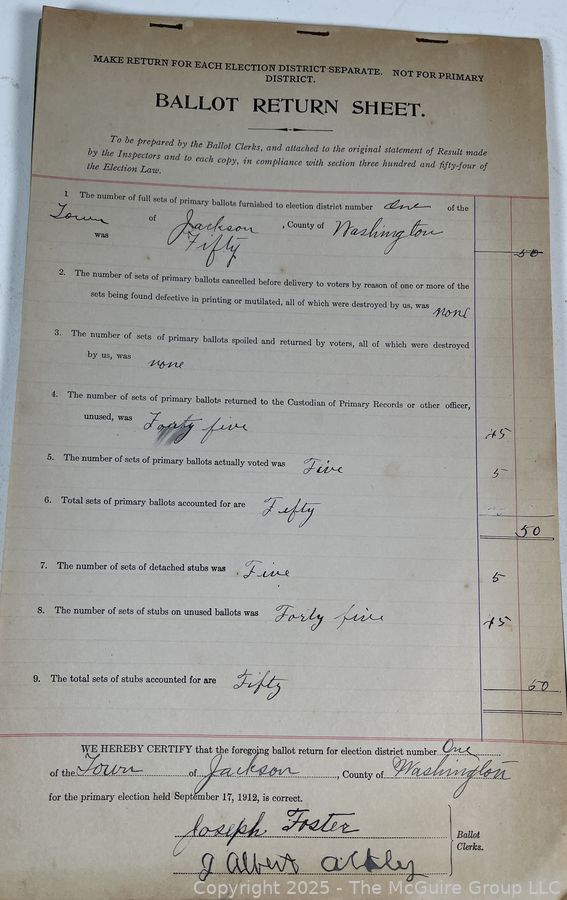 MAKE RETURN FOR EACH ELECTION DISTRICT SEPARATE. NOT FOR PRIMARY
DISTRICT.
BALLOT RETURN SHEET.
To be prepared by the Ballot Clerks, and attached to the original statement of Result made
by the Inspectors and to each copy, in compliance with section three hundred and fifty-four of
the Election Law.
1 The number of full sets of primary ballots furnished to election district number One of the
Town of Jackson, County of Washington
was Fifty 50
2. The number of sets of primary ballots cancelled before delivery to voters by reason of one or more of the
sets being found defective in printing or mutilated, all of which were destroyed by us, was none
3. The number of sets of primary ballots spoiled and returned by voters, all of which were destroyed
by us, was none
4. The number of sets of primary ballots returned to the Custodian of Primary Records or other officer,
unused, was Forty five 45
5. The number of sets of primary ballots actually voted was Five 5
6. Total sets of primary ballots accounted for are Fifty
50
7. The number of sets of detached stubs was Five 5
8. The number of sets of stubs on unused ballots was Forty five 45
9. The total sets of stubs accounted for are Fifty 50
WE HEREBY CERTIFY that the foregoing ballot return for election district number One
of the Town of Jackson, County of Washington
for the primary election held September 17, 1912, is correct.
Joseph Foster
Ballot
Clerks.
J Albert
Copyright 2025 - The McGuire Group LLC